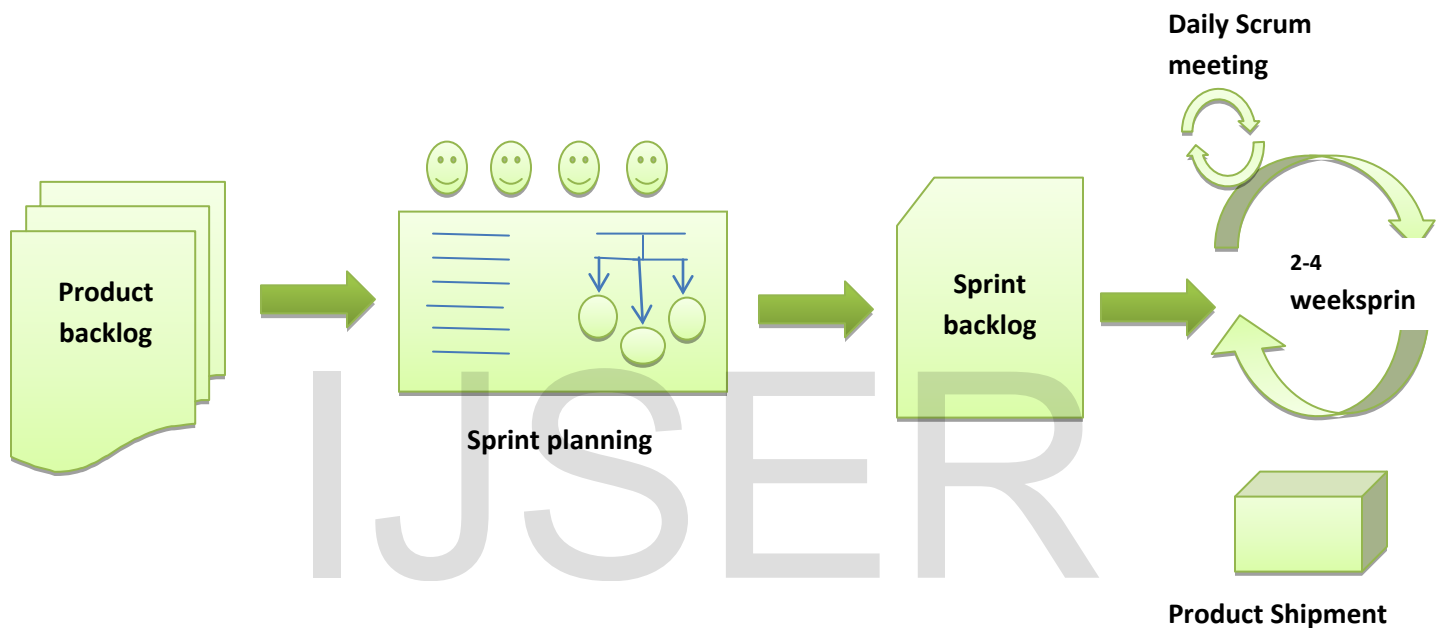 Daily Scrum
meeting
Product
backlog
Sprint planning
Sprint
backlog
2-4
weeksprin
IJSER
Product Shipment